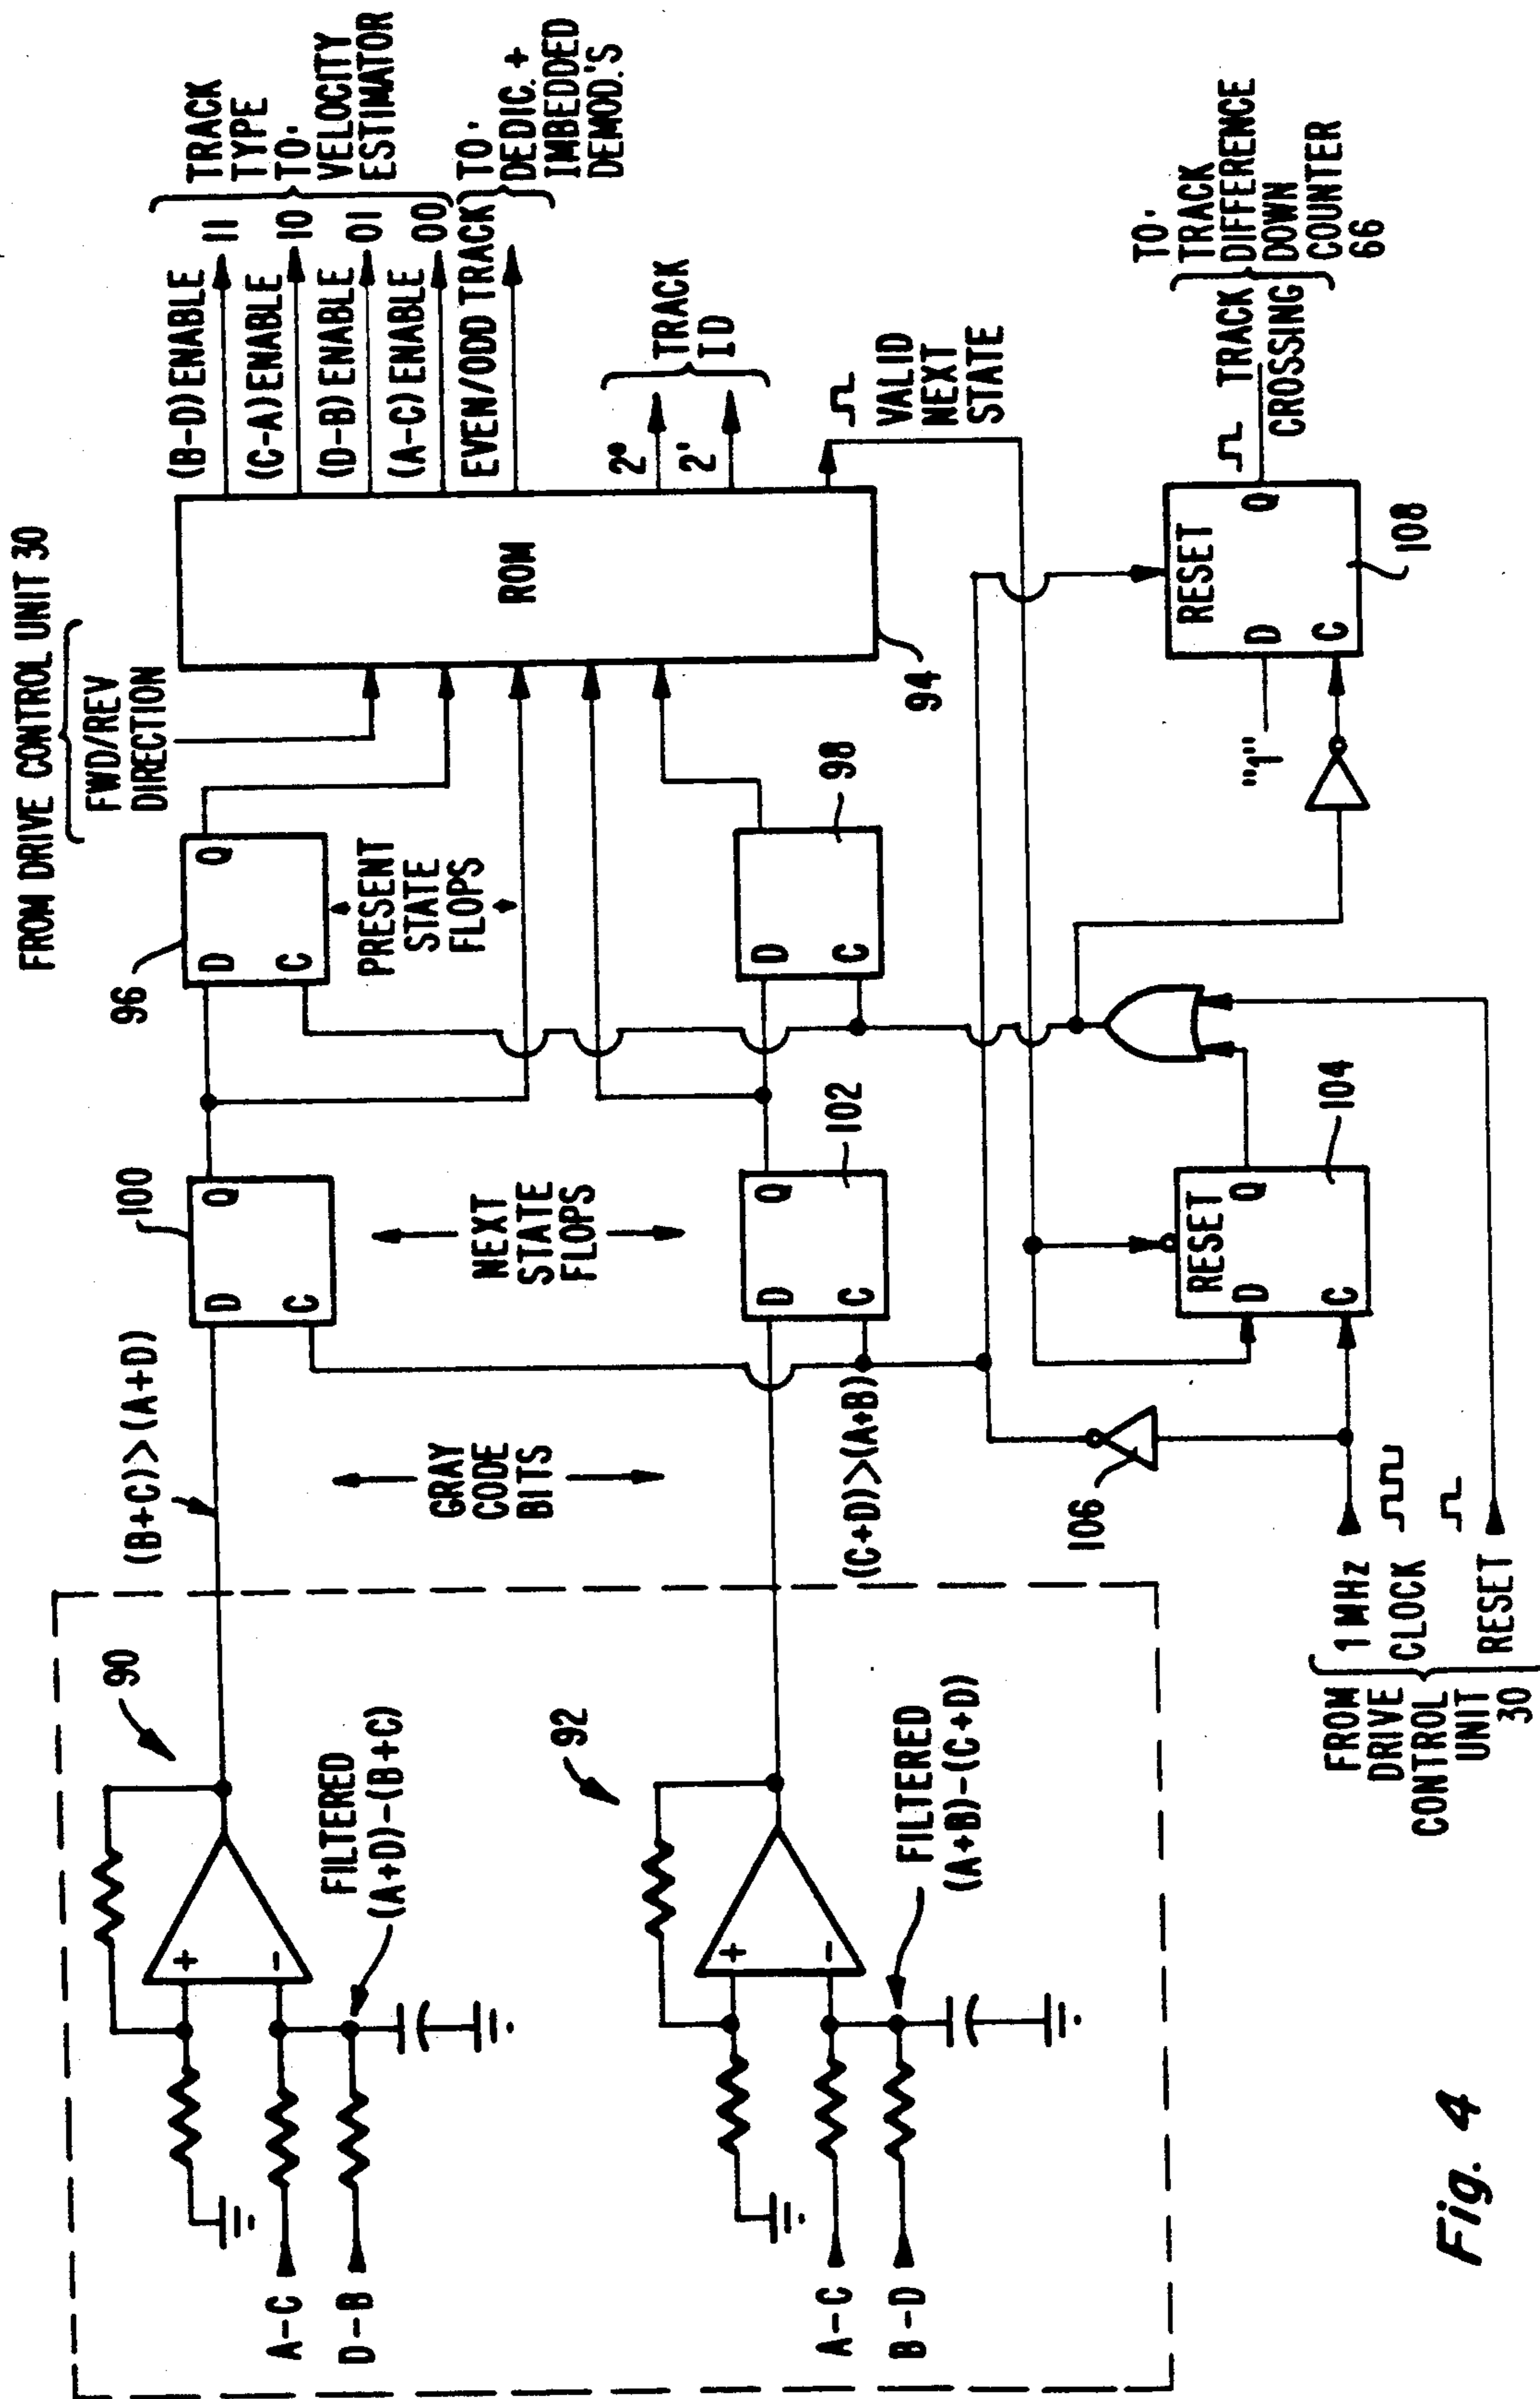 FROM DRIVE CONTROL UNIT 30
FWD/REV
DIRECTION
90
A-C
D-B
+
-
FILTERED
(A+D)-(B+C)
(B+C)>(A+D)
100
D
Q
C
96
D
Q
C
PRESENT
STATE
FLOPS
ROM
94
(B-D) ENABLE 11
(C-A) ENABLE 10
(D-B) ENABLE 01
(A-C) ENABLE 00
TRACK
TYPE
TO
VELOCITY
ESTIMATOR
EVEN/ODD TRACK
TO
DEDIC. +
IMBEDDED
DEMOD.'S
2⁰
2'
TRACK
ID
VALID
NEXT
STATE
GRAY
CODE
BITS
NEXT
STATE
FLOPS
92
A-C
B-D
+
-
FILTERED
(A+B)-(C+D)
(C+D)>(A+B)
102
D
Q
C
98
D
C
106
RESET
D
Q
C
104
"1"
RESET
D
Q
C
108
TRACK
CROSSING
TO
TRACK
DIFFERENCE
DOWN
COUNTER
66
FROM
DRIVE
CONTROL
UNIT
30
1 MHz
CLOCK
RESET
Fig. 4